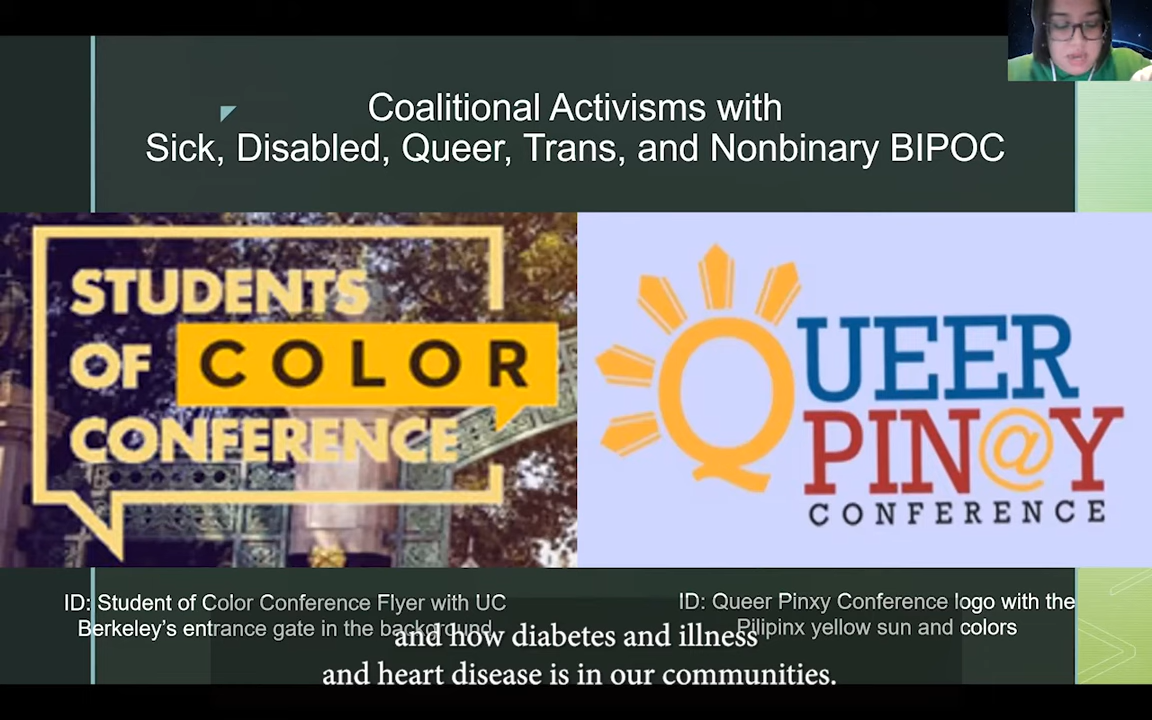 Coalitional Activisms with
Sick, Disabled, Queer, Trans, and Nonbinary BIPOC
STUDENTS
OF COLOR
CONFERENCE
QUEER
PIN@Y
CONFERENCE
ID: Student of Color Conference Flyer with UC
Berkeley's entrance gate in the background
ID: Queer Pinxy Conference logo with the
Pilipinx yellow sun and colors
and how diabetes and illness
and heart disease is in our communities.